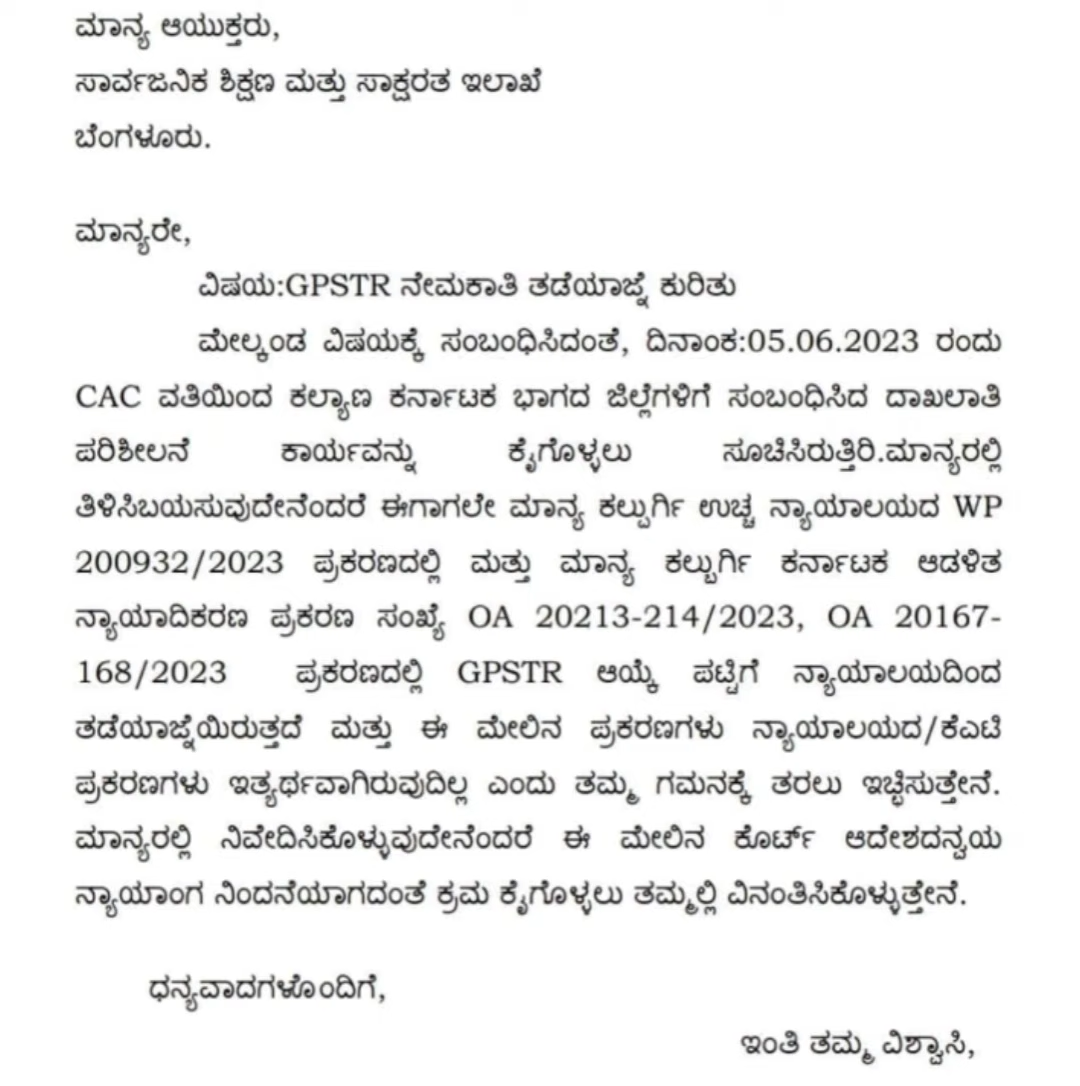 ಮಾನ್ಯ ಆಯುಕ್ತರು,
ಸಾರ್ವಜನಿಕ ಶಿಕ್ಷಣ ಮತ್ತು ಸಾಕ್ಷರತ ಇಲಾಖೆ
ಬೆಂಗಳೂರು.
ಮಾನ್ಯರೇ,
ವಿಷಯ:GPSTR ನೇಮಕಾತಿ ತಡೆಯಾಜ್ಞೆ ಕುರಿತು
ಮೇಲ್ಕಂಡ ವಿಷಯಕ್ಕೆ ಸಂಬಂಧಿಸಿದಂತೆ, ದಿನಾಂಕ:05.06.2023 ರಂದು
CAC ವತಿಯಿಂದ ಕಲ್ಯಾಣ ಕರ್ನಾಟಕ ಭಾಗದ ಜಿಲ್ಲೆಗಳಿಗೆ ಸಂಬಂಧಿಸಿದ ದಾಖಲಾತಿ
ಪರಿಶೀಲನೆ ಕಾರ್ಯವನ್ನು ಕೈಗೊಳ್ಳಲು ಸೂಚಿಸಿರುತ್ತಿರಿ.ಮಾನ್ಯರಲ್ಲಿ
ತಿಳಿಸಿಬಯಸುವುದೇನೆಂದರೆ ಈಗಾಗಲೇ ಮಾನ್ಯ ಕಲ್ಬುರ್ಗಿ ಉಚ್ಚ ನ್ಯಾಯಾಲಯದ WP
200932/2023 ಪ್ರಕರಣದಲ್ಲಿ ಮತ್ತು ಮಾನ್ಯ ಕಲ್ಬುರ್ಗಿ ಕರ್ನಾಟಕ ಆಡಳಿತ
ನ್ಯಾಯಾದಿಕರಣ ಪ್ರಕರಣ ಸಂಖ್ಯೆ OA 20213-214/2023, OA 20167-
168/2023 ಪ್ರಕರಣದಲ್ಲಿ GPSTR ಆಯ್ಕೆ ಪಟ್ಟಿಗೆ ನ್ಯಾಯಾಲಯದಿಂದ
ತಡೆಯಾಜ್ಞೆಯಿರುತ್ತದೆ ಮತ್ತು ಈ ಮೇಲಿನ ಪ್ರಕರಣಗಳು ನ್ಯಾಯಾಲಯದ/ಕೆಎಟಿ
ಪ್ರಕರಣಗಳು ಇತ್ಯರ್ಥವಾಗಿರುವುದಿಲ್ಲ ಎಂದು ತಮ್ಮ ಗಮನಕ್ಕೆ ತರಲು ಇಚ್ಛಿಸುತ್ತೇನೆ.
ಮಾನ್ಯರಲ್ಲಿ ನಿವೇದಿಸಿಕೊಳ್ಳುವುದೇನೆಂದರೆ ಈ ಮೇಲಿನ ಕೊರ್ಟ್ ಆದೇಶದನ್ವಯ
ನ್ಯಾಯಾಂಗ ನಿಂದನೆಯಾಗದಂತೆ ಕ್ರಮ ಕೈಗೊಳ್ಳಲು ತಮ್ಮಲ್ಲಿ ವಿನಂತಿಸಿಕೊಳ್ಳುತ್ತೇನೆ.
ಧನ್ಯವಾದಗಳೊಂದಿಗೆ,
ಇಂತಿ ತಮ್ಮ ವಿಶ್ವಾಸಿ,